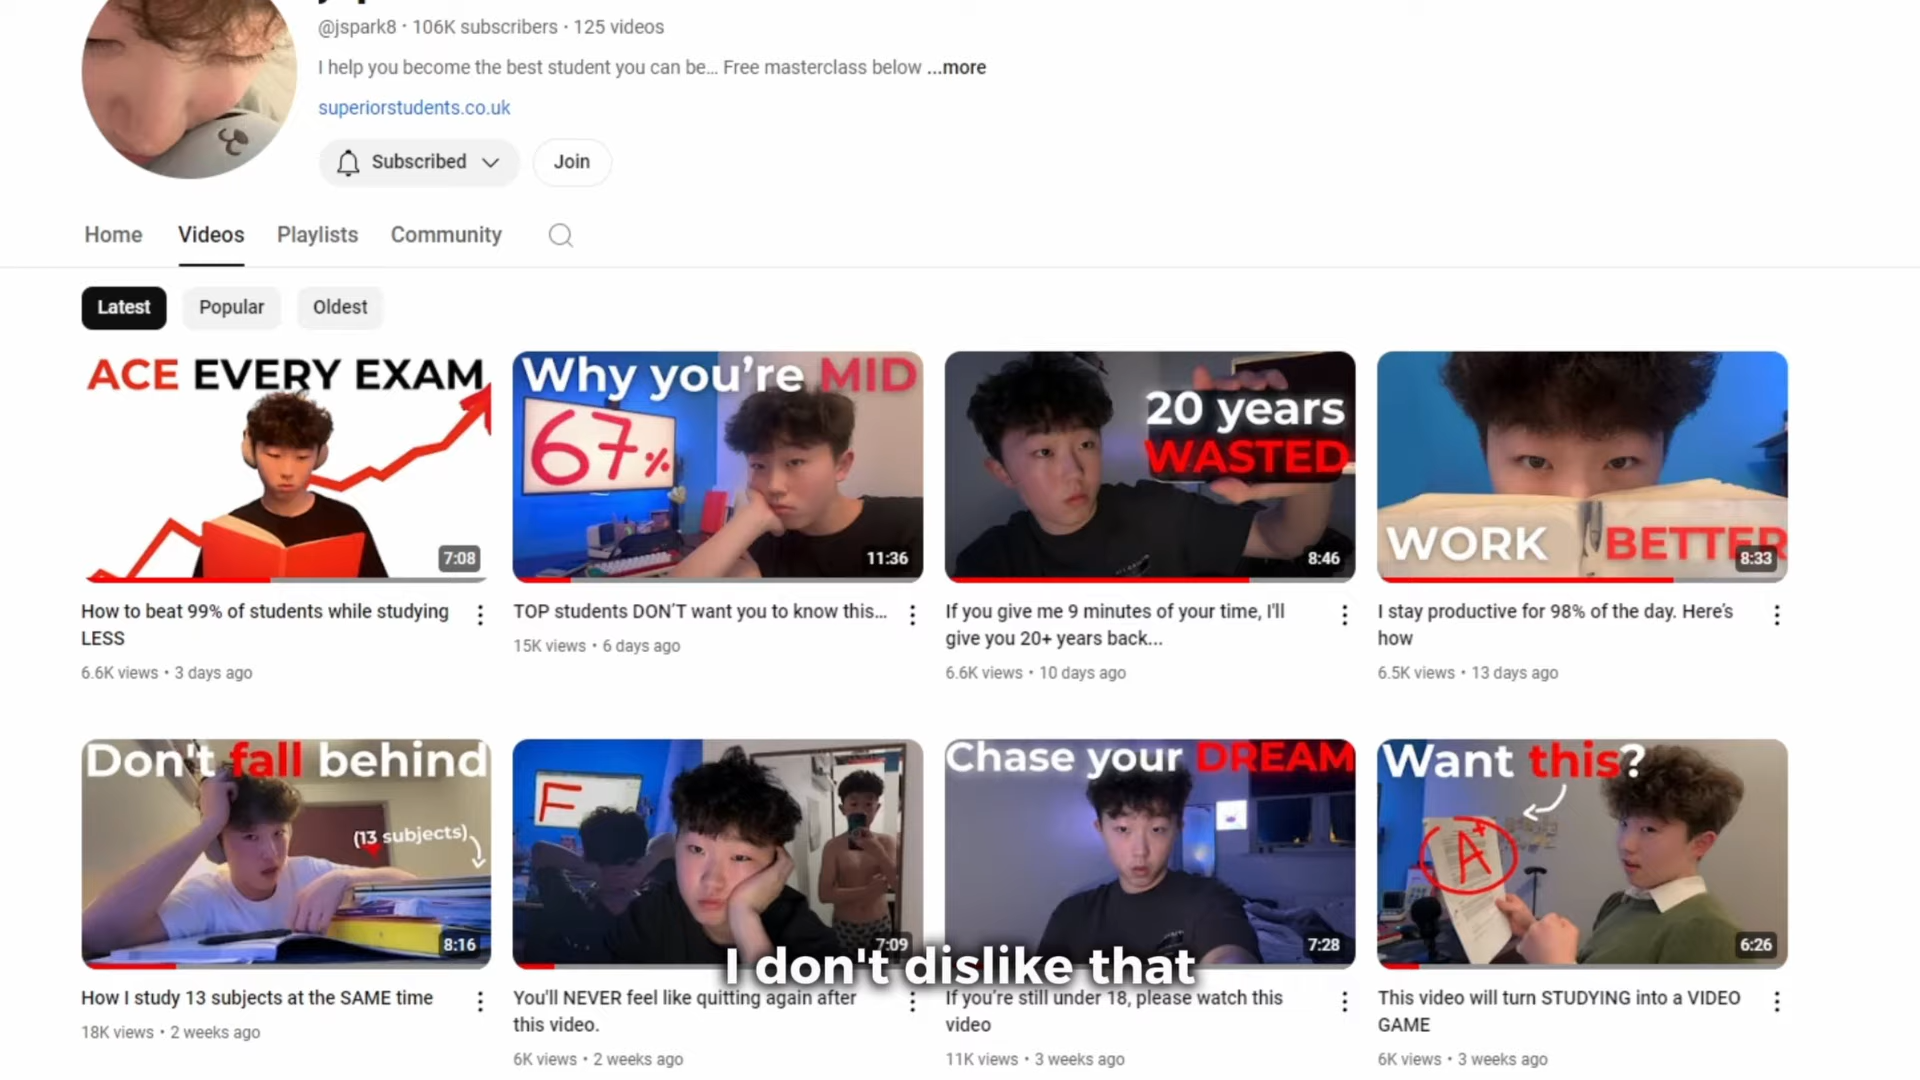 @jspark8 · 106K subscribers · 125 videos
I help you become the best student you can be... Free masterclass below ...more
superiorstudents.co.uk
Subscribed
Join
Home
Videos
Playlists
Community
Latest
Popular
Oldest
ACE EVERY EXAM
7:08
Why you're MID
67%
11:36
20 years
WASTED
8:46
WORK BETTER
8:33
How to beat 99% of students while studying
LESS
6.6K views • 3 days ago
TOP students DON'T want you to know this...
15K views • 6 days ago
If you give me 9 minutes of your time, I'll
give you 20+ years back...
6.6K views • 10 days ago
I stay productive for 98% of the day. Here's
how
6.5K views • 13 days ago
Don't fall behind
(13 subjects)
8:16
F
7:09
Chase your DREAM
7:28
Want this?
A+
6:26
I don't dislike that
How I study 13 subjects at the SAME time
18K views • 2 weeks ago
You'll NEVER feel like quitting again after
this video.
6K views • 2 weeks ago
If you're still under 18, please watch this
video
11K views • 3 weeks ago
This video will turn STUDYING into a VIDEO
GAME
6K views • 3 weeks ago